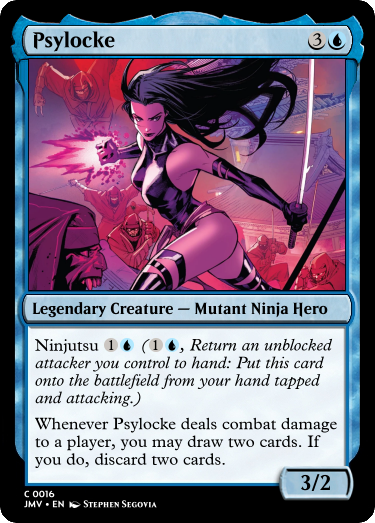 Psylocke 3
Legendary Creature — Mutant Ninja Hero
Ninjutsu 1 (1, Return an unblocked
attacker you control to hand: Put this card
onto the battlefield from your hand tapped
and attacking.)
Whenever Psylocke deals combat damage
to a player, you may draw two cards. If
you do, discard two cards.
3/2
C 0016
JMV • EN Stephen Segovia